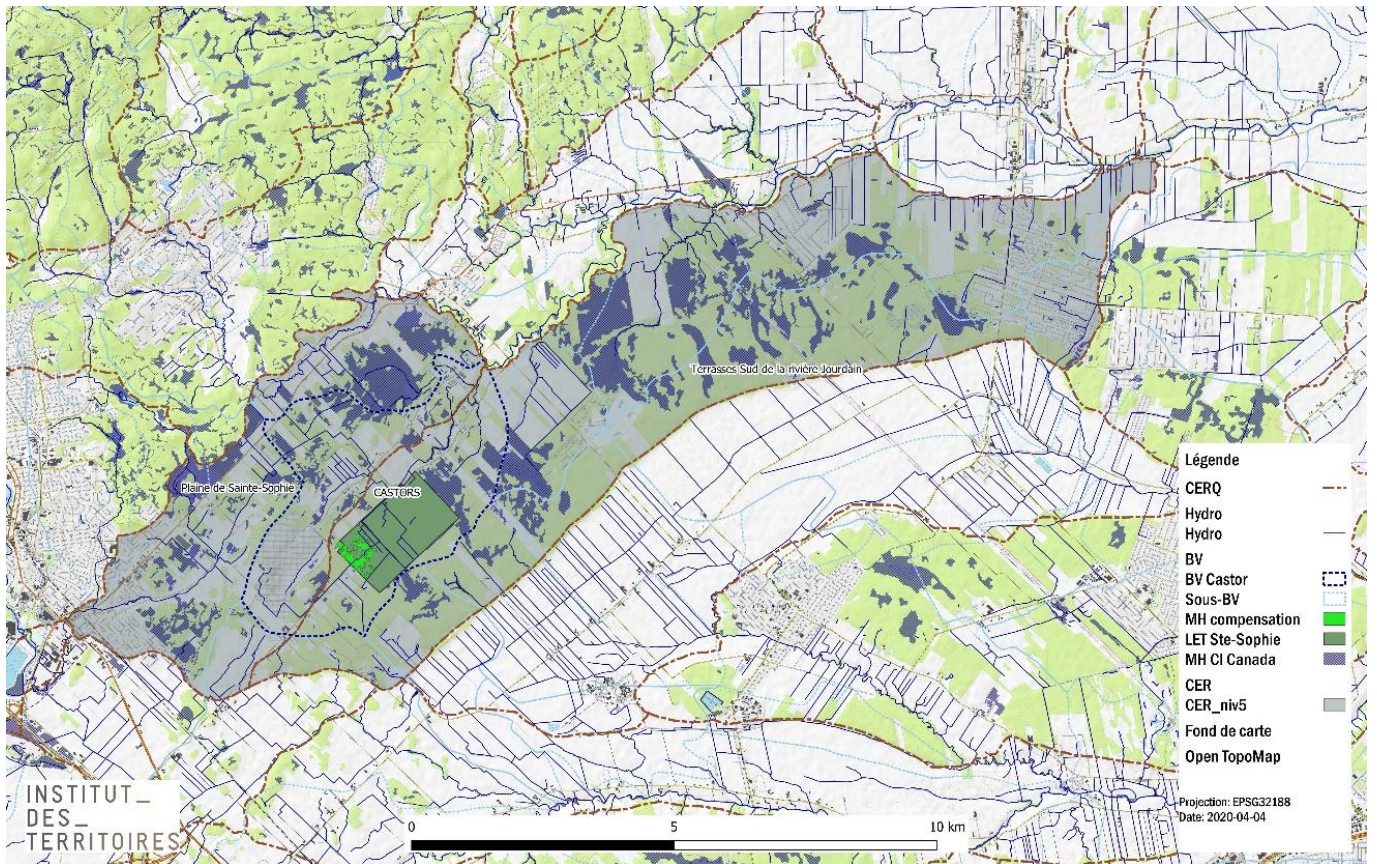 Terrasses Sud de la rivière Jourdain
Plaine de Sainte-Sophie
CASTORS
Légende
CERQ
Hydro
Hydro
BV
BV Castor
Sous-BV
MH compensation
LET Ste-Sophie
MH CI Canada
CER
CER_niv5
Fond de carte
Open TopoMap
Projection: EPSG32188
Date: 2020-04-04
INSTITUT_
DES_
TERRITOIRES
0 5 10 km